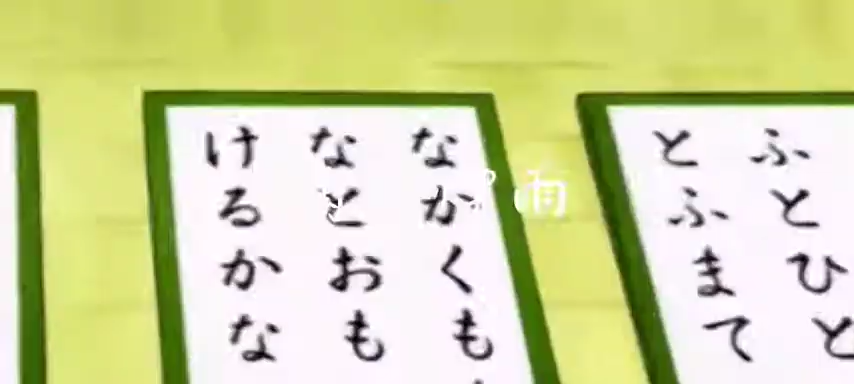 なかくも
なとおも
けるかな
ふとひと
とふまて
雨